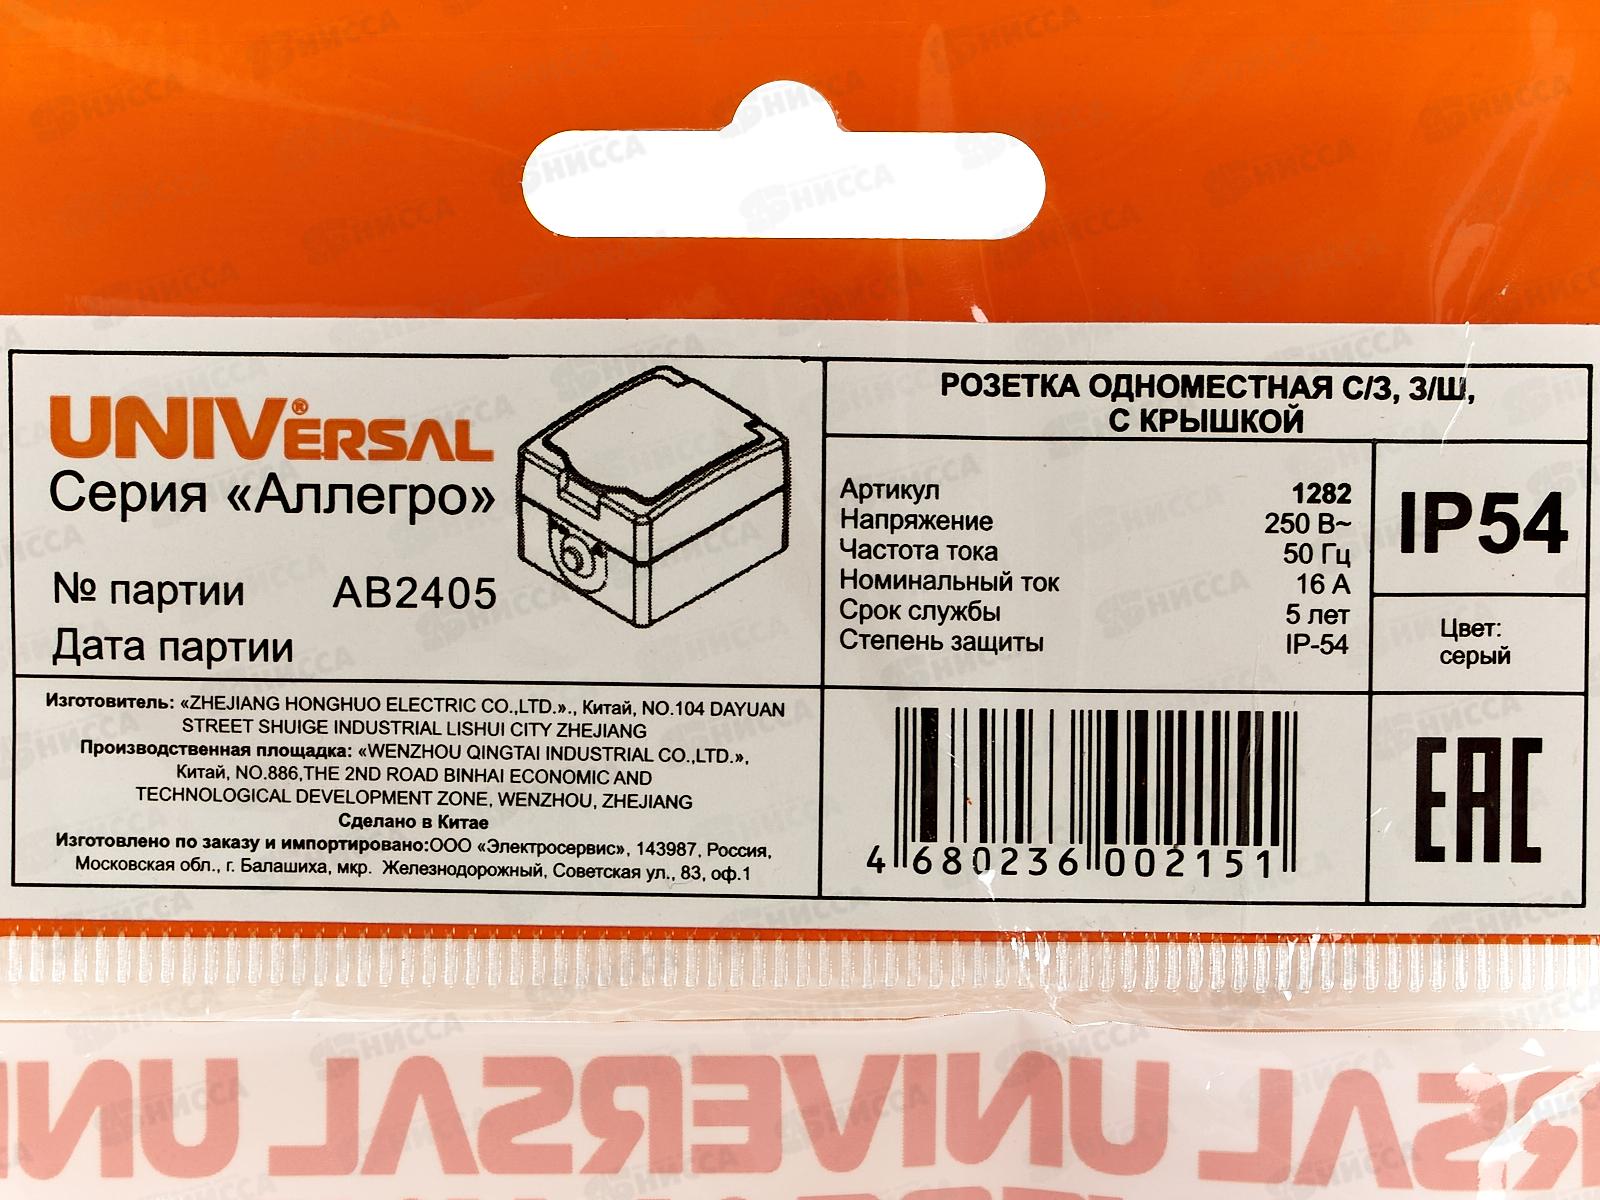 UNIVERSAL®
Серия «Аллегро»
№ партии AB2405
Дата партии
РОЗЕТКА ОДНОМЕСТНАЯ С/З, З/Ш,
С КРЫШКОЙ
Артикул 1282
Напряжение 250 В~
Частота тока 50 Гц
Номинальный ток 16 А
Срок службы 5 лет
Степень защиты IP-54
IP54
Цвет:
серый
Изготовитель: «ZHEJIANG HONGHUO ELECTRIC CO.,LTD.»., Китай, NO.104 DAYUAN
STREET SHUIGE INDUSTRIAL LISHUI CITY ZHEJIANG
Производственная площадка: «WENZHOU QINGTAI INDUSTRIAL CO.,LTD.»,
Китай, NO.886,THE 2ND ROAD BINHAI ECONOMIC AND
TECHNOLOGICAL DEVELOPMENT ZONE, WENZHOU, ZHEJIANG
Сделано в Китае
Изготовлено по заказу и импортировано:ООО «Электросервис», 143987, Россия,
Московская обл., г. Балашиха, мкр. Железнодорожный, Советская ул., 83, оф.1
4 680236 002151
EAC
UNIVERSAL UNIVERSAL
НИССА